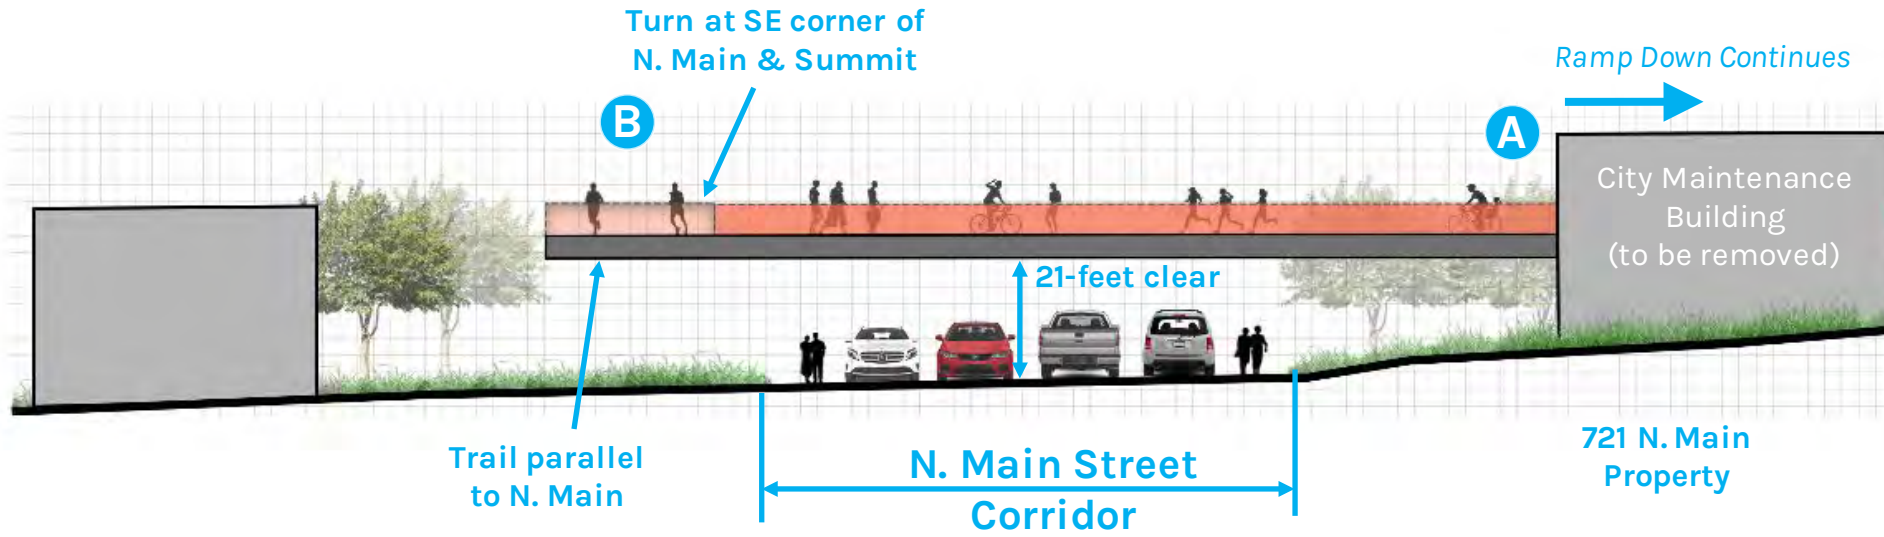 Turn at SE corner of
N. Main & Summit
Ramp Down Continues
B
A
City Maintenance
Building
(to be removed)
21-feet clear
Trail parallel
to N. Main
N. Main Street
Corridor
721 N. Main
Property